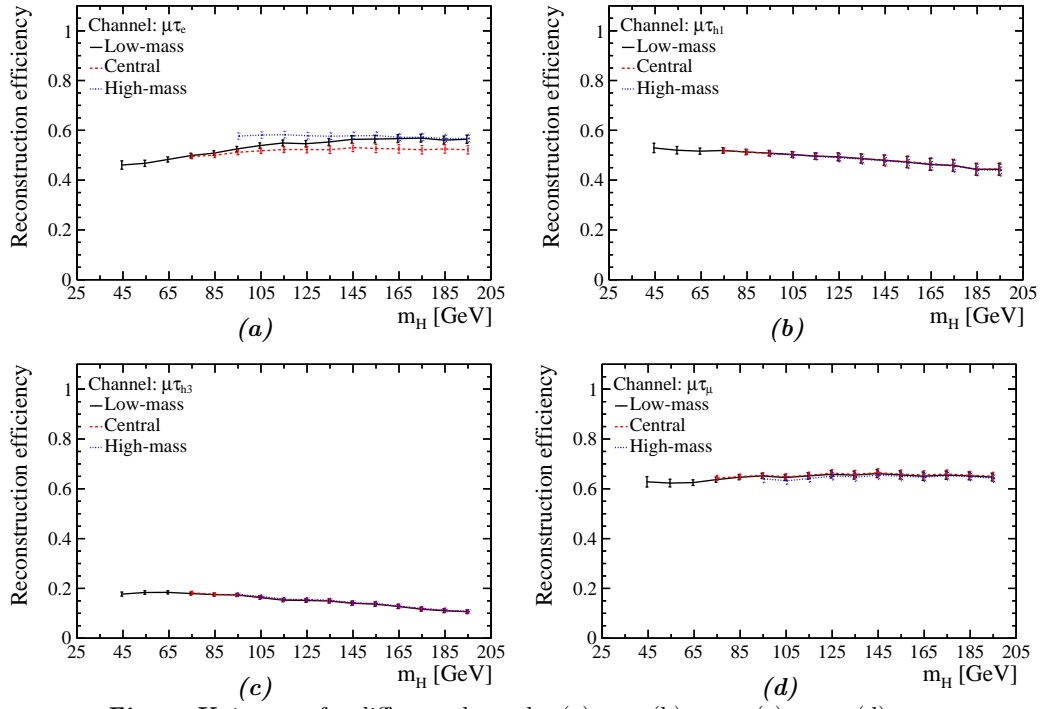 Channel: μτe
Low-mass
Central
High-mass
Reconstruction efficiency
1
0.8
0.6
0.4
0.2
0
25 45 65 85 105 125 145 165 185 205
mH [GeV]
(a)
Channel: μτh1
Low-mass
Central
High-mass
Reconstruction efficiency
1
0.8
0.6
0.4
0.2
0
25 45 65 85 105 125 145 165 185 205
mH [GeV]
(b)
Channel: μτh3
Low-mass
Central
High-mass
Reconstruction efficiency
1
0.8
0.6
0.4
0.2
0
25 45 65 85 105 125 145 165 185 205
mH [GeV]
(c)
Channel: μτμ
Low-mass
Central
High-mass
Reconstruction efficiency
1
0.8
0.6
0.4
0.2
0
25 45 65 85 105 125 145 165 185 205
mH [GeV]
(d)